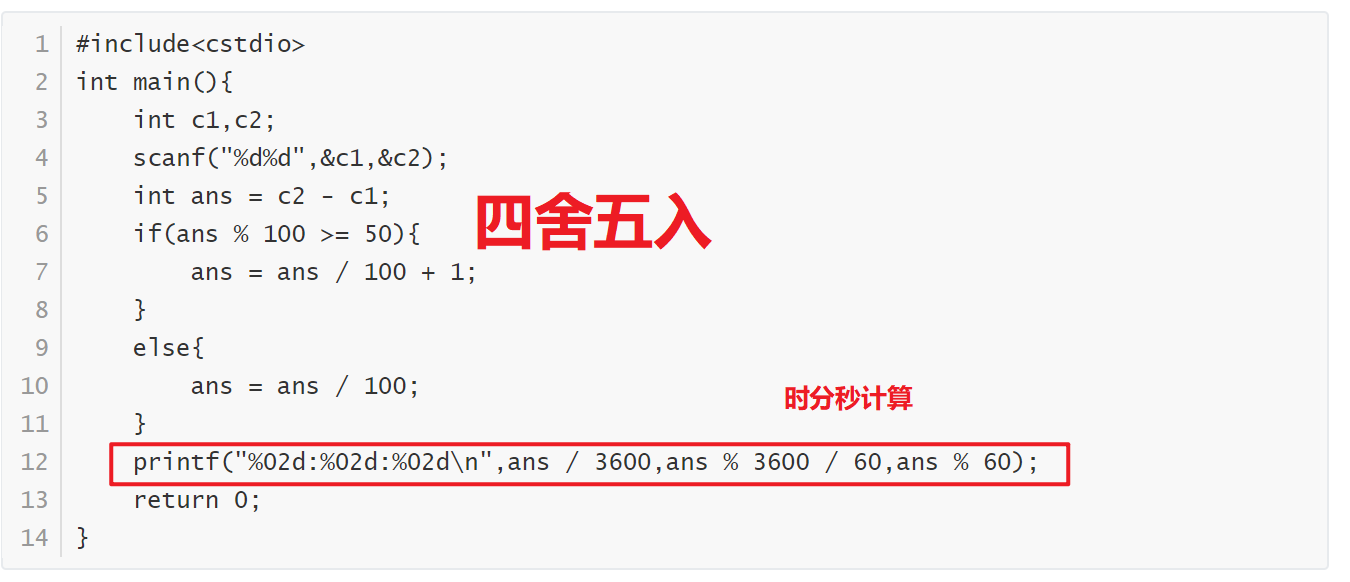 1 #include<cstdio>
2 int main(){
3     int c1,c2;
4     scanf("%d%d",&c1,&c2);
5     int ans = c2 - c1;
四舍五入
6     if(ans % 100 >= 50){
7         ans = ans / 100 + 1;
8     }
9     else{
10         ans = ans / 100;
时分秒计算
11     }
12     printf("%02d:%02d:%02d\n",ans / 3600,ans % 3600 / 60,ans % 60);
13     return 0;
14 }